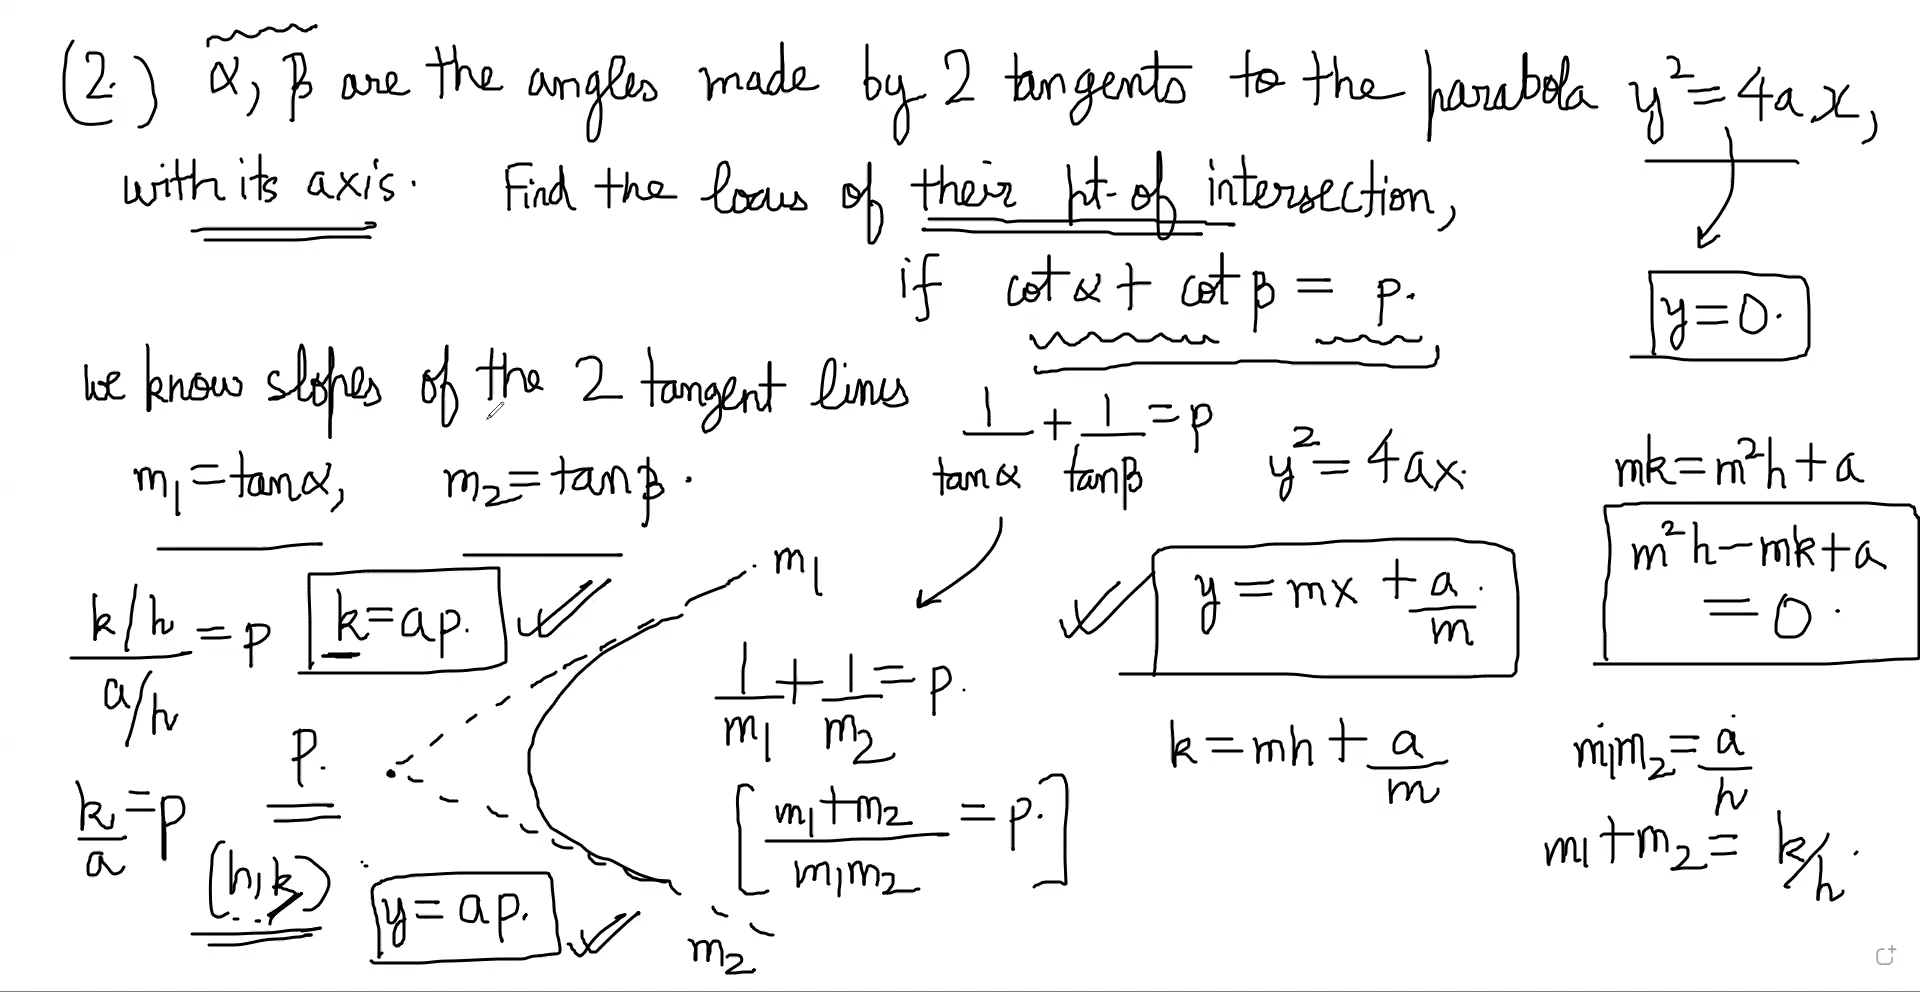 (2.) α, β are the angles made by 2 tangents to the parabola y² = 4ax,
with its axis. Find the locus of their pt. of intersection,
if cot α + cot β = p.
y = 0.
we know slopes of the 2 tangent lines
m₁ = tan α, m₂ = tan β.
1/tan α + 1/tan β = p
1/m₁ + 1/m₂ = p.
[(m₁+m₂)/(m₁m₂) = p.]
y² = 4ax.
y = mx + a/m
k = mh + a/m
mk = m²h + a
m²h – mk + a
= 0.
m₁m₂ = a/h
m₁ + m₂ = k/h.
(k/h)/(a/h) = p
k/a = p
k = ap.
P.
(h, k)
m₁
m₂
y = ap.